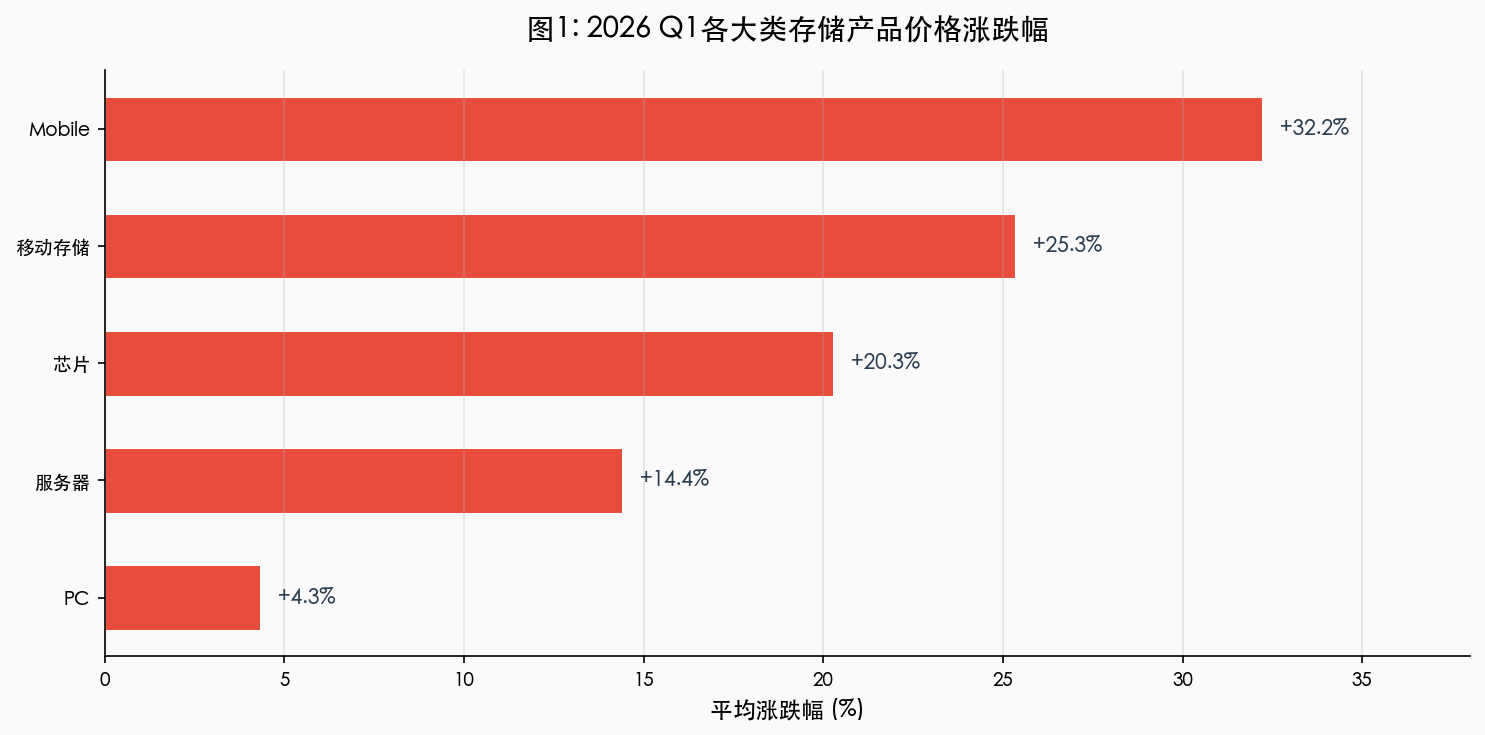 图1: 2026 Q1各大类存储产品价格涨跌幅
Mobile
+32.2%
移动存储
+25.3%
芯片
+20.3%
服务器
+14.4%
PC
+4.3%
0 5 10 15 20 25 30 35
平均涨跌幅 (%)